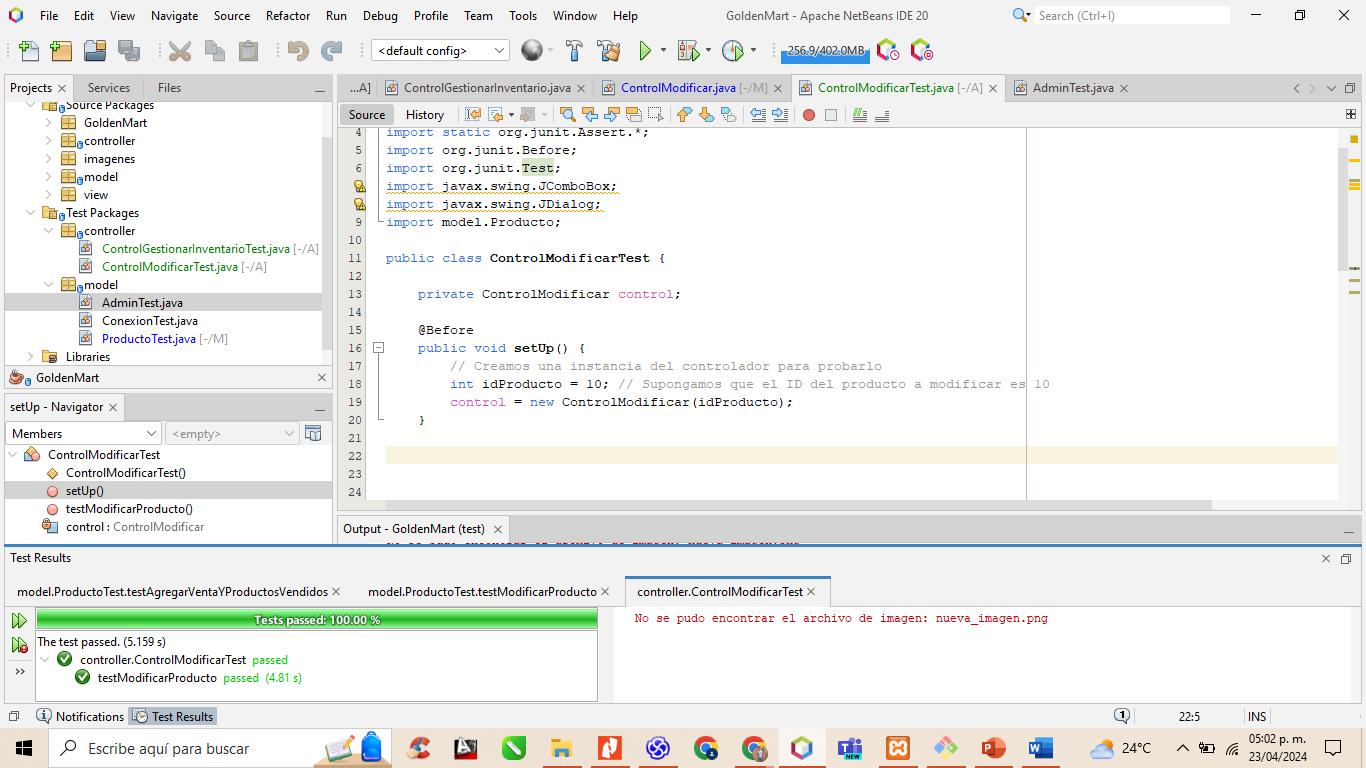 File Edit View Navigate Source Refactor Run Debug Profile Team Tools Window Help GoldenMart - Apache NetBeans IDE 20 Search (Ctrl+I)
<default config> 256.9/402.0MB
Projects Services Files
Source Packages
GoldenMart
controller
imagenes
model
view
Test Packages
controller
ControlGestionarInventarioTest.java [-/A]
ControlModificarTest.java [-/A]
model
AdminTest.java
ConexionTest.java
ProductoTest.java [-/M]
Libraries
GoldenMart
setUp - Navigator
Members <empty>
ControlModificarTest
ControlModificarTest()
setUp()
testModificarProducto()
control : ControlModificar
...A] ControlGestionarInventario.java ControlModificar.java [-/M] ControlModificarTest.java [-/A] AdminTest.java
Source History
4 import static org.junit.Assert.*;
5 import org.junit.Before;
6 import org.junit.Test;
import javax.swing.JComboBox;
import javax.swing.JDialog;
9 import model.Producto;
10
11 public class ControlModificarTest {
12
13 private ControlModificar control;
14
15 @Before
16 public void setUp() {
17 // Creamos una instancia del controlador para probarlo
18 int idProducto = 10; // Supongamos que el ID del producto a modificar es 10
19 control = new ControlModificar(idProducto);
20 }
21
22
23
24
Output - GoldenMart (test)
Test Results
model.ProductoTest.testAgregarVentaYProductosVendidos model.ProductoTest.testModificarProducto controller.ControlModificarTest
Tests passed: 100.00 %
The test passed. (5.159 s)
controller.ControlModificarTest passed
testModificarProducto passed (4.81 s)
No se pudo encontrar el archivo de imagen: nueva_imagen.png
Notifications Test Results 1 22:5 INS
Escribe aquí para buscar NEW 24°C 05:02 p. m.
23/04/2024